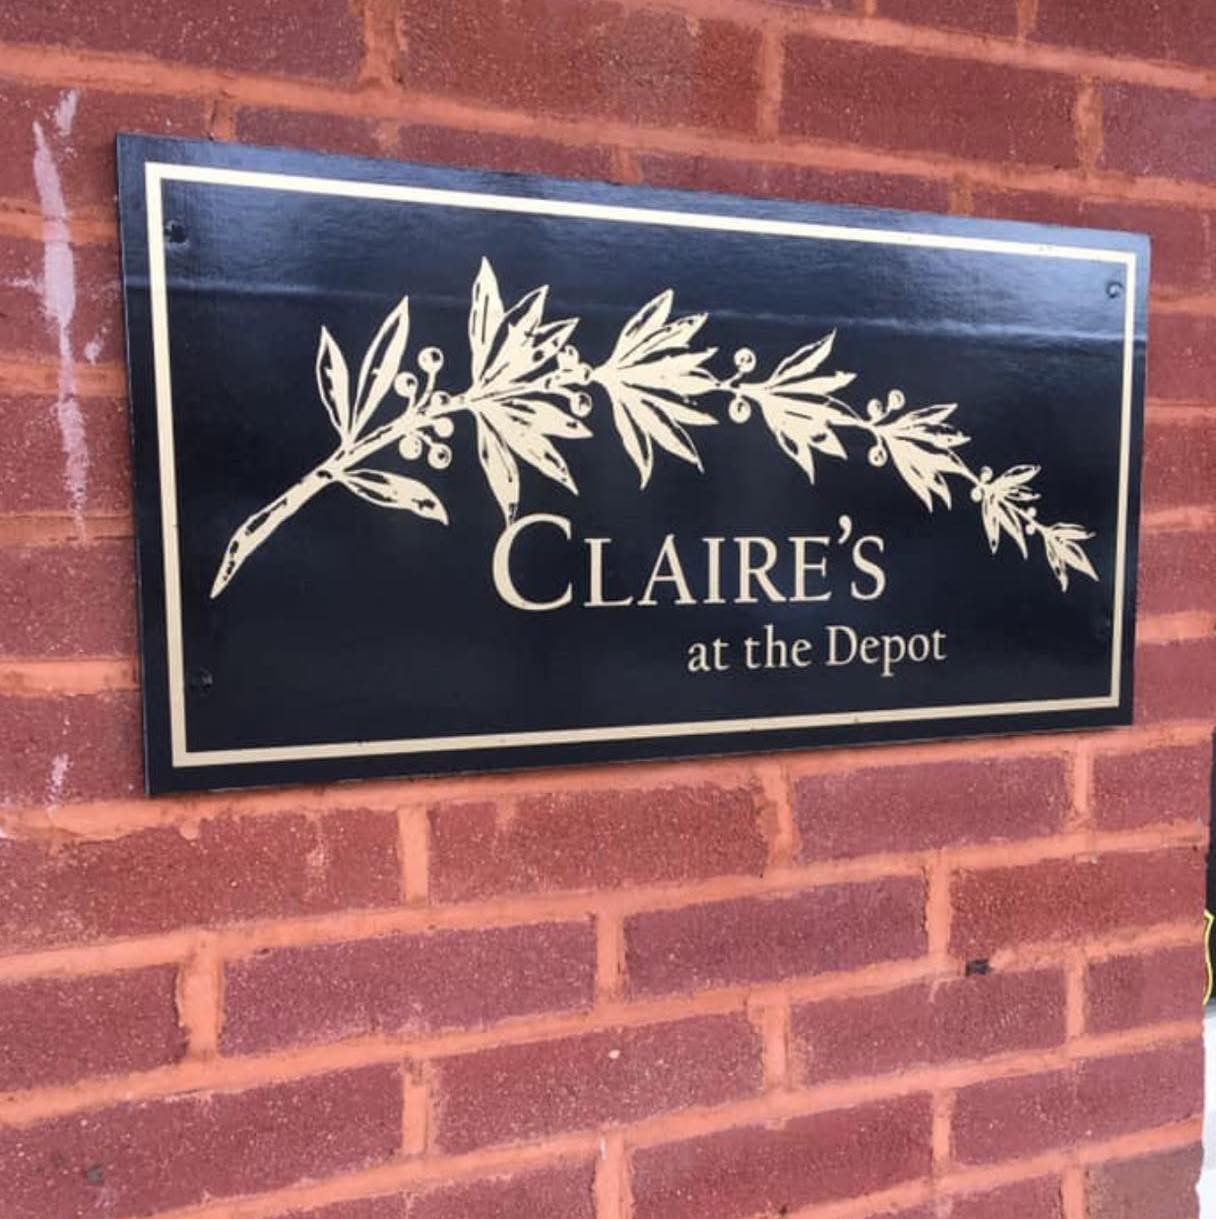 CLAIRE'S
at the Depot